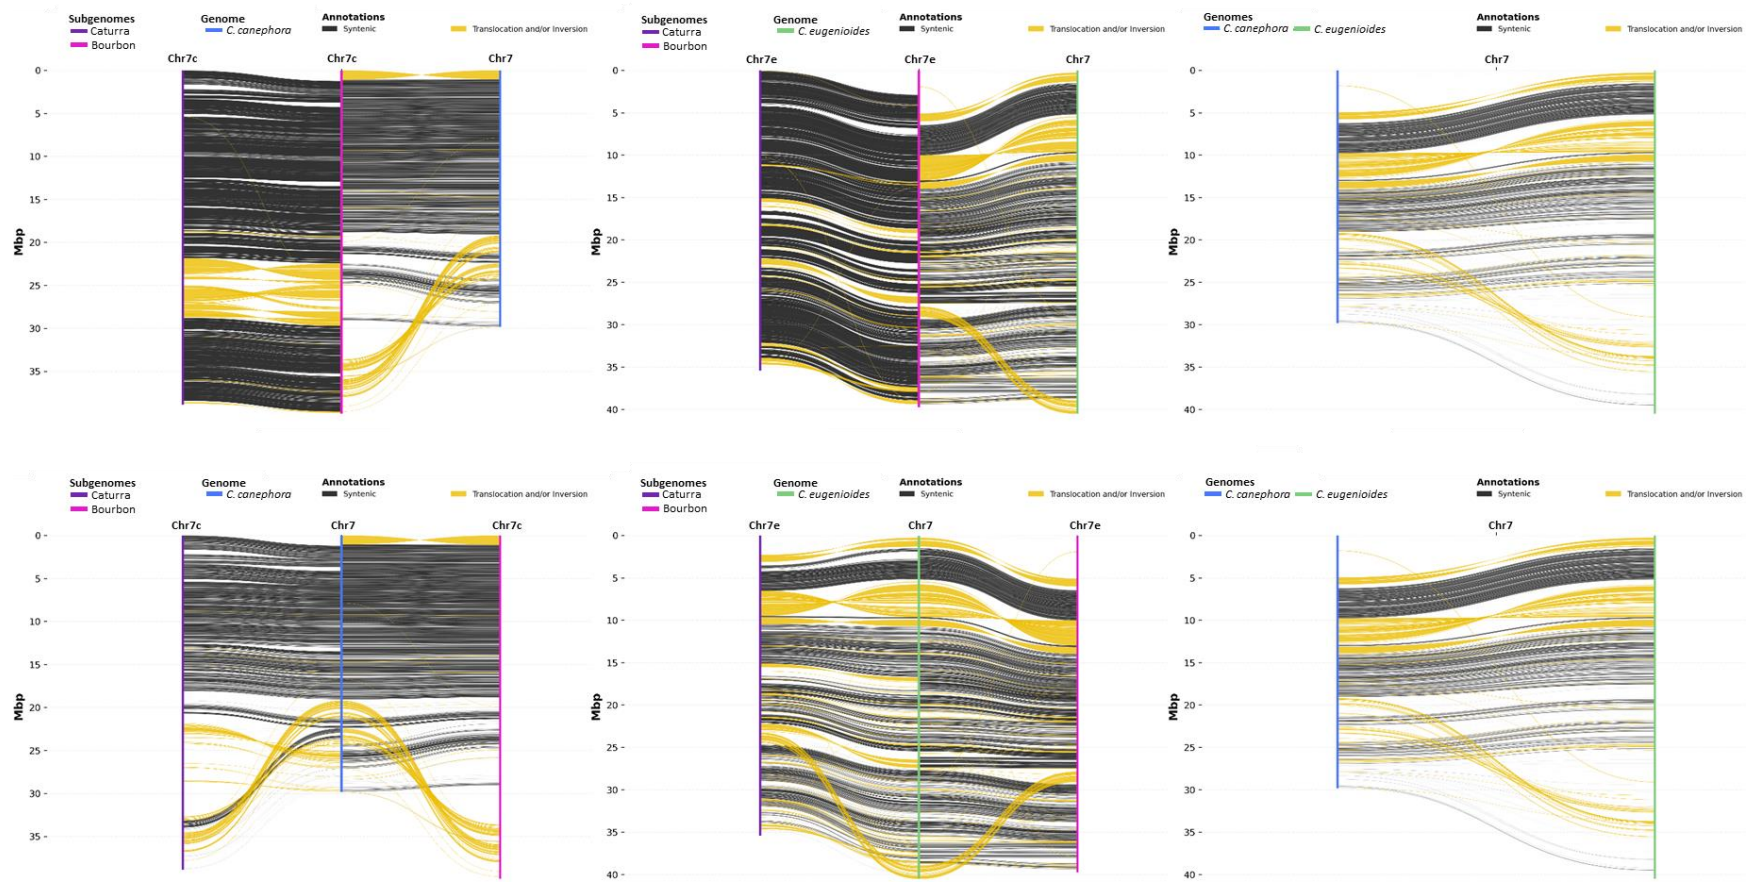 Subgenomes Genome Annotations
Caturra C. canephora Syntenic Translocation and/or Inversion
Bourbon
Chr7c Chr7c Chr7
0
5
10
15
20
25
30
35
Mbp
Subgenomes Genome Annotations
Caturra C. eugenioides Syntenic Translocation and/or Inversion
Bourbon
Chr7e Chr7e Chr7
0
5
10
15
20
25
30
35
40
Mbp
Genomes Annotations
C. canephora C. eugenioides Syntenic Translocation and/or Inversion
Chr7
0
5
10
15
20
25
30
35
40
Mbp
Subgenomes Genome Annotations
Caturra C. canephora Syntenic Translocation and/or Inversion
Bourbon
Chr7c Chr7 Chr7c
0
5
10
15
20
25
30
35
Mbp
Subgenomes Genome Annotations
Caturra C. eugenioides Syntenic Translocation and/or Inversion
Bourbon
Chr7e Chr7 Chr7e
0
5
10
15
20
25
30
35
40
Mbp
Genomes Annotations
C. canephora C. eugenioides Syntenic Translocation and/or Inversion
Chr7
0
5
10
15
20
25
30
35
40
Mbp